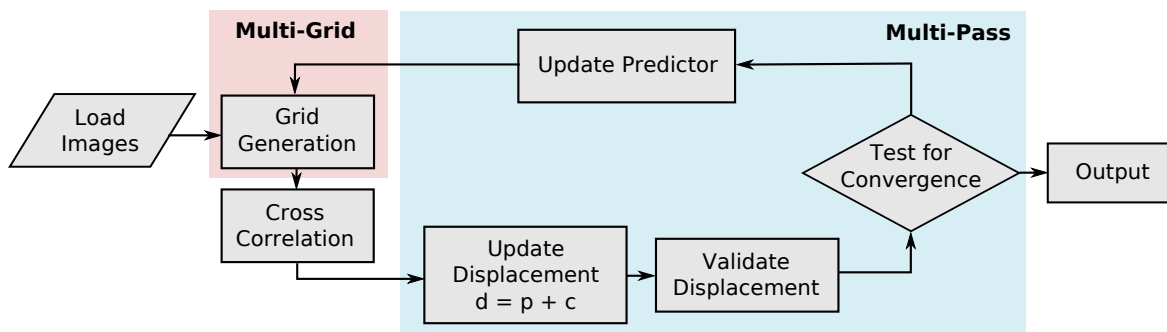 Multi-Grid
Multi-Pass
Update Predictor
Load
Images
Grid
Generation
Test for
Convergence
Output
Cross
Correlation
Update
Displacement
d = p + c
Validate
Displacement